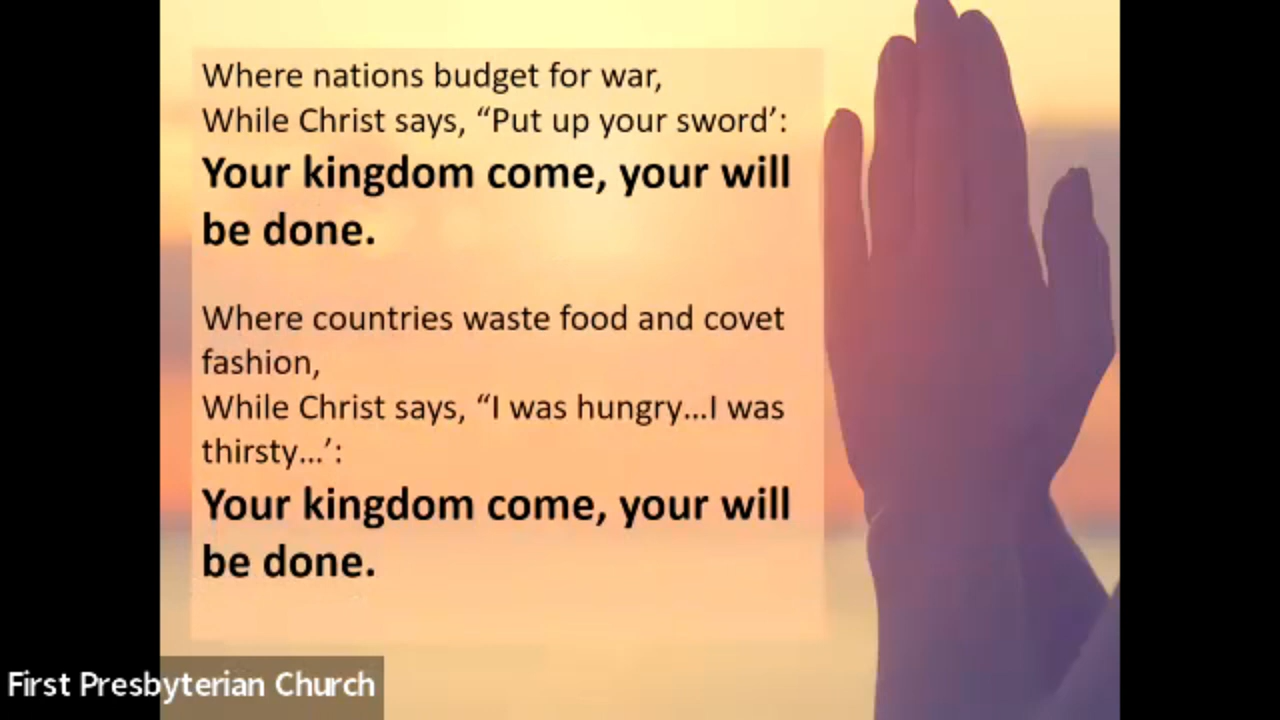 Where nations budget for war,
While Christ says, “Put up your sword’:
Your kingdom come, your will
be done.
Where countries waste food and covet
fashion,
While Christ says, “I was hungry…I was
thirsty…’:
Your kingdom come, your will
be done.
First Presbyterian Church